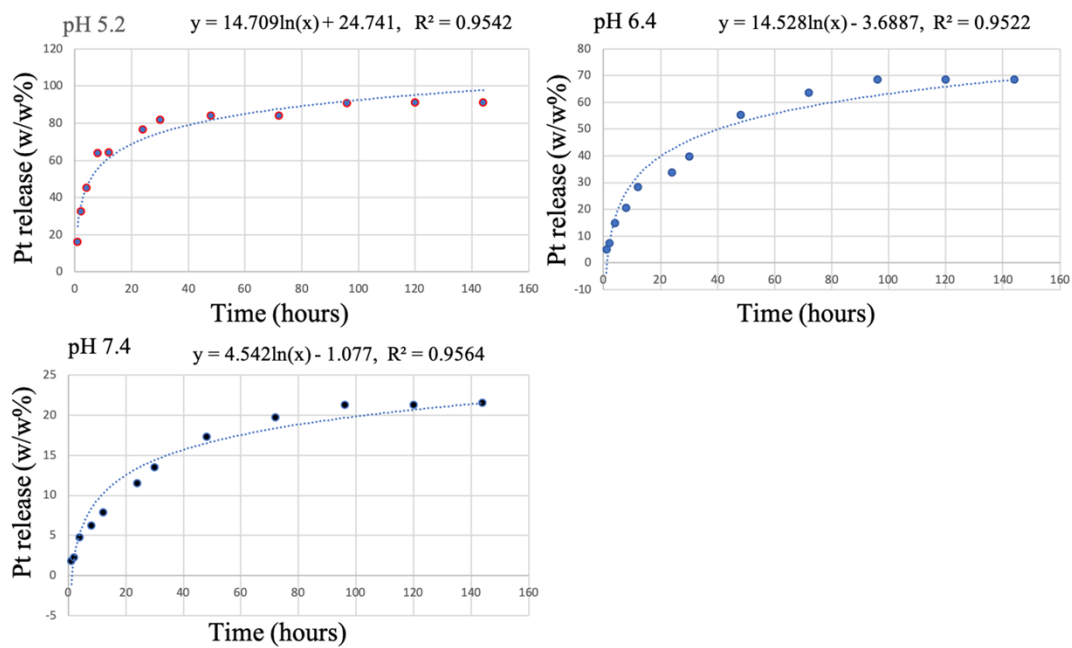 pH 5.2
y = 14.709ln(x) + 24.741, R² = 0.9542
120
100
80
60
40
20
0
Pt release (w/w%)
0 20 40 60 80 100 120 140 160
Time (hours)
pH 6.4
y = 14.528ln(x) - 3.6887, R² = 0.9522
80
70
60
50
40
30
20
10
0
-10
Pt release (w/w%)
0 20 40 60 80 100 120 140 160
Time (hours)
pH 7.4
y = 4.542ln(x) - 1.077, R² = 0.9564
25
20
15
10
5
0
-5
Pt release (w/w%)
0 20 40 60 80 100 120 140 160
Time (hours)